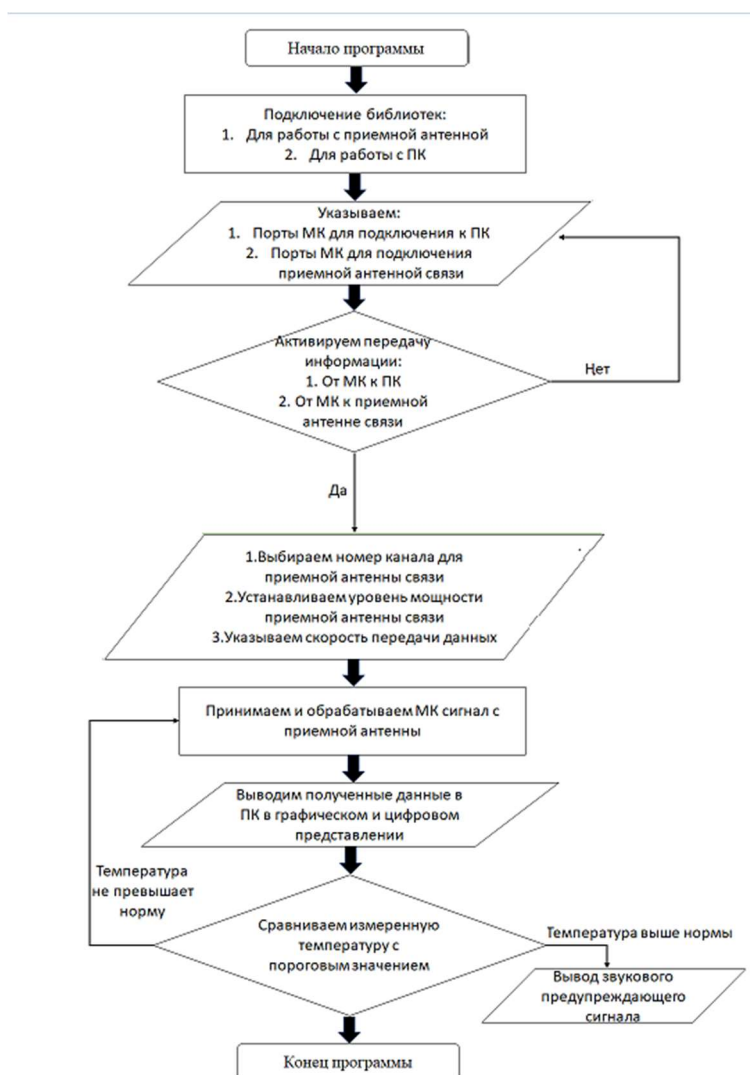 Начало программы
Подключение библиотек:
1. Для работы с приемной антенной
2. Для работы с ПК
Указываем:
1. Порты МК для подключения к ПК
2. Порты МК для подключения
приемной антенной связи
Активируем передачу
информации:
1. От МК к ПК
2. От МК к приемной
антенне связи
Нет
Да
1.Выбираем номер канала для
приемной антенны связи
2.Устанавливаем уровень мощности
приемной антенны связи
3.Указываем скорость передачи данных
Принимаем и обрабатываем МК сигнал с
приемной антенны
Выводим полученные данные в
ПК в графическом и цифровом
представлении
Температура
не превышает
норму
Сравниваем измеренную
температуру с
пороговым значением
Температура выше нормы
Вывод звукового
предупреждающего
сигнала
Конец программы